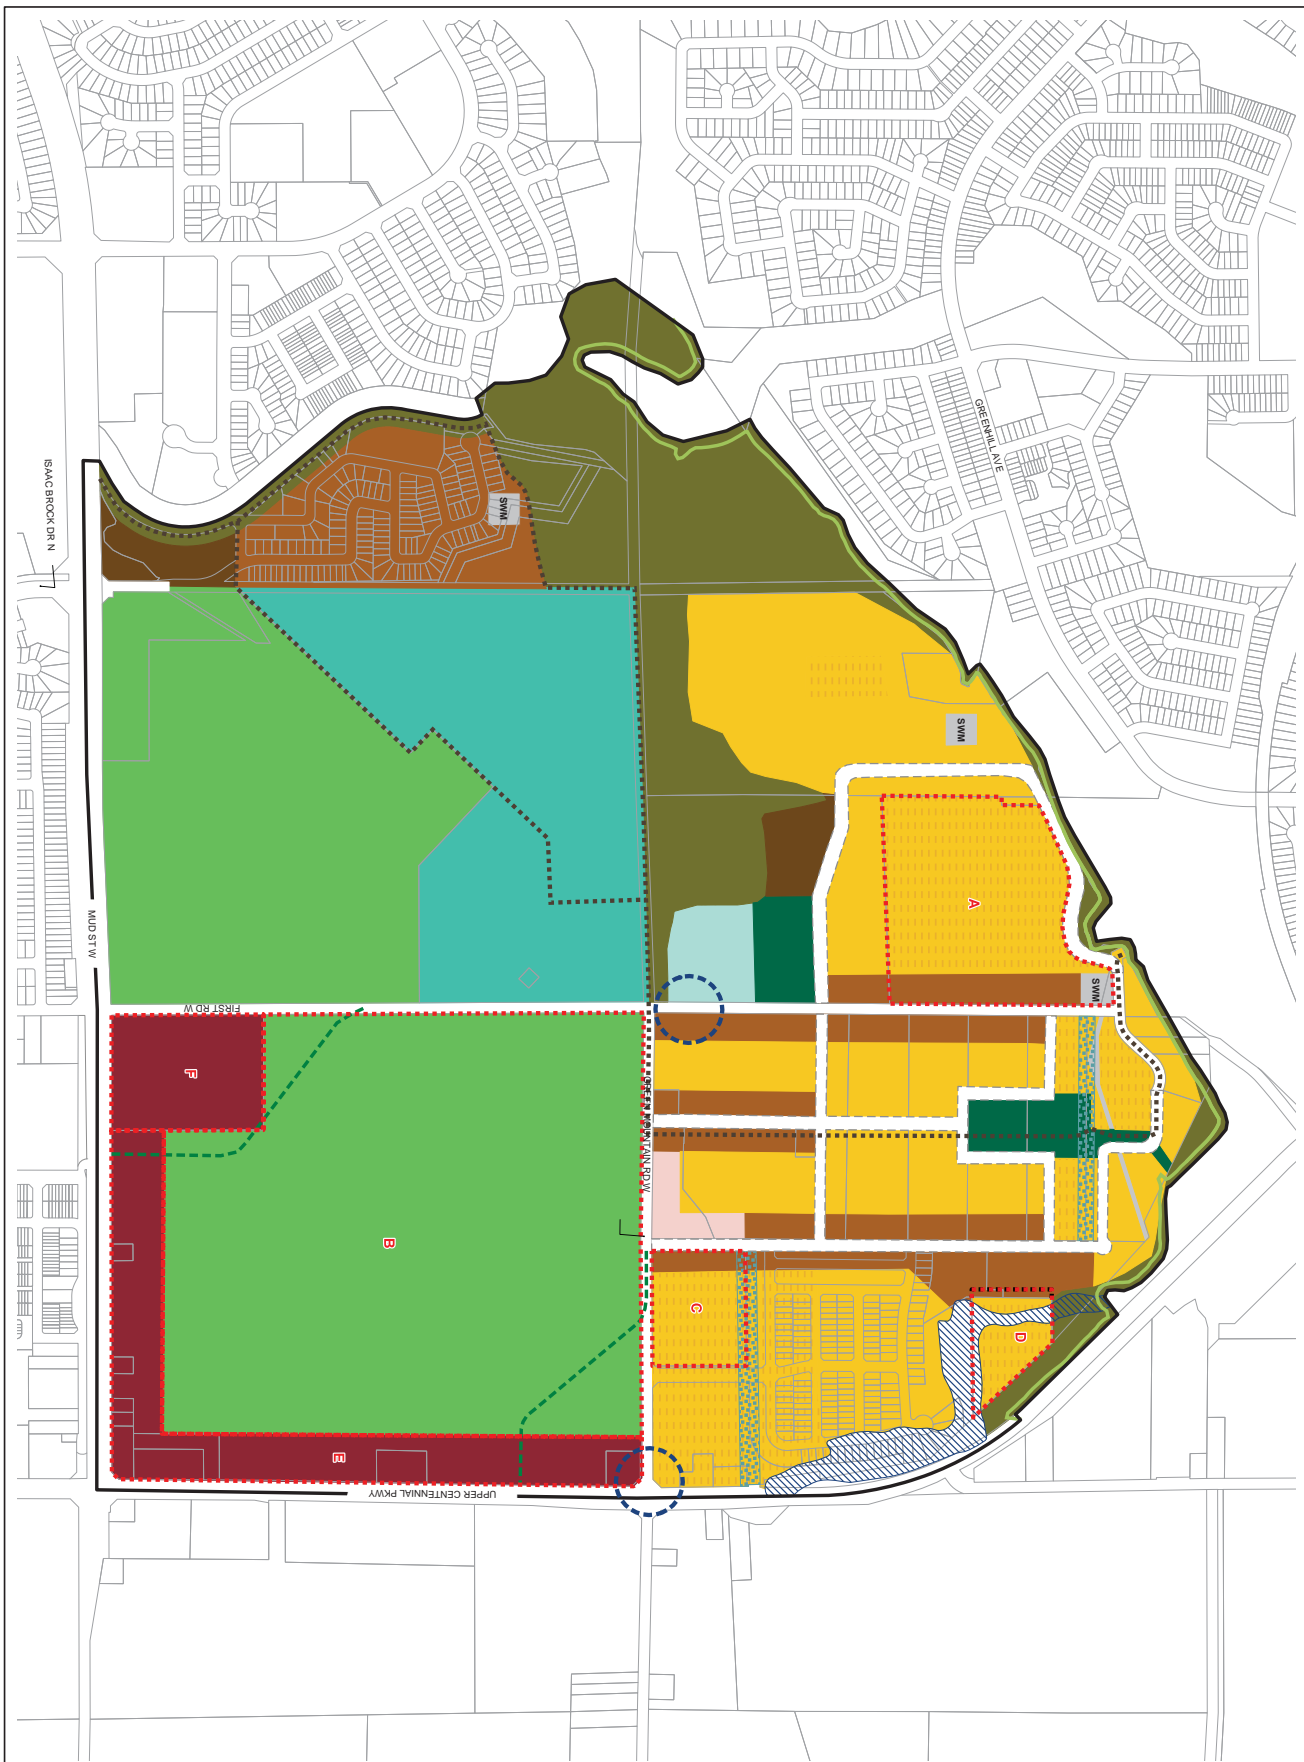 GREENHILL AVE
ISAAC BROCK DR N
SWM
SWM
A
SWM
MUD ST W
FIRST RD W
F
GREEN MOUNTAIN RD W
B
C
D
E
UPPER CENTENNIAL PKWY